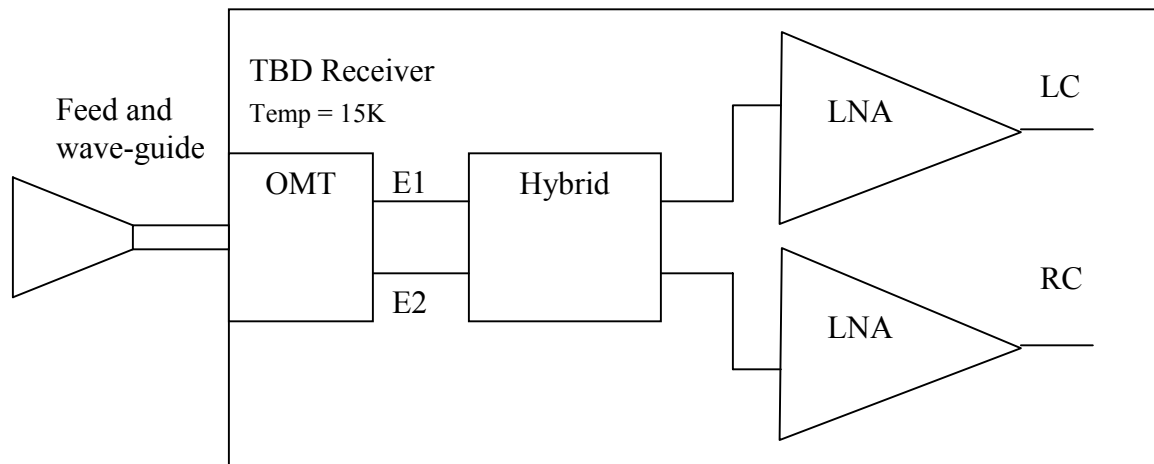 TBD Receiver
Temp = 15K
Feed and
wave-guide
OMT
E1
E2
Hybrid
LNA
LC
LNA
RC